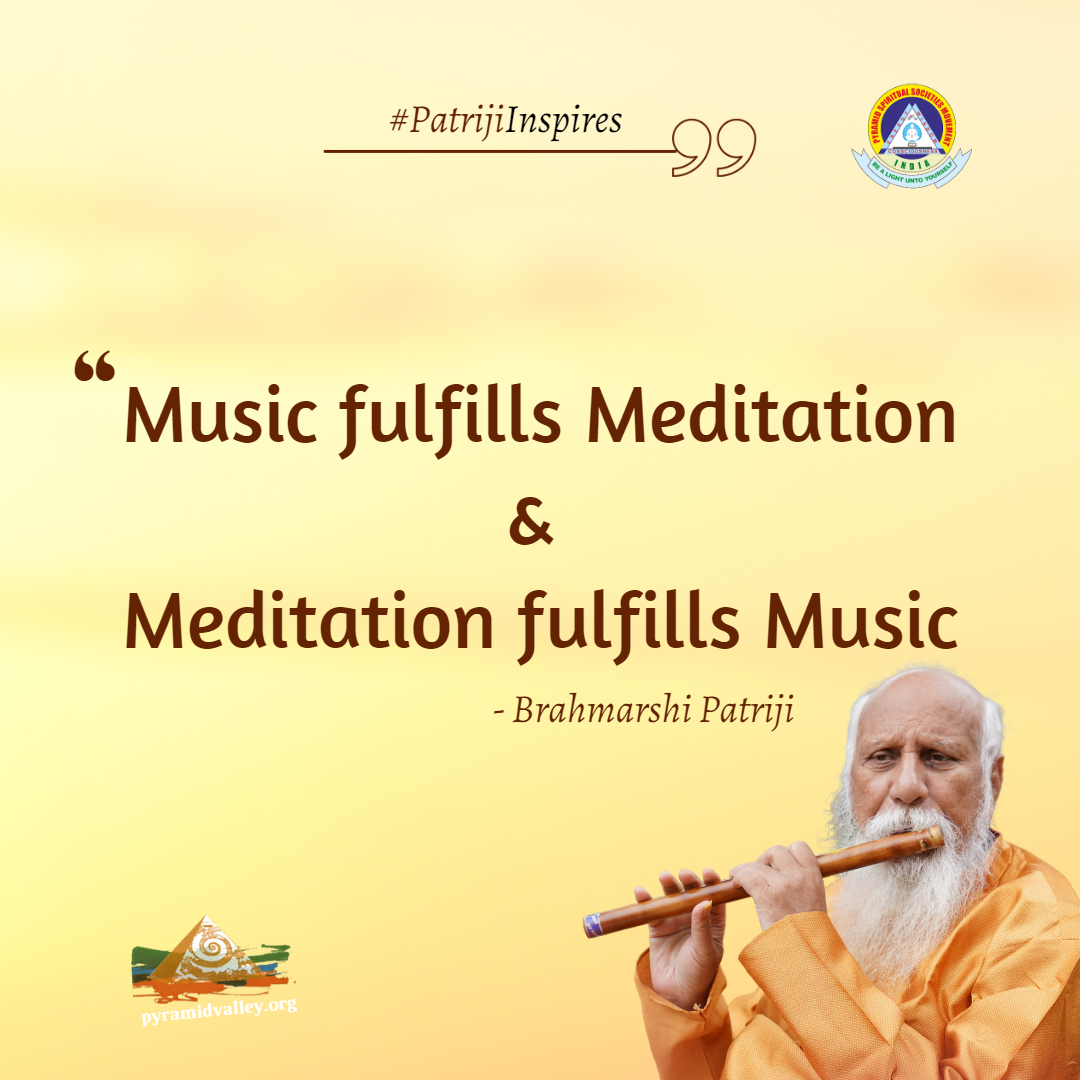 #PatrijiInspires
PYRAMID SPIRITUAL SOCIETIES MOVEMENT
CONSCIOUSNESS
INDIA
BE A LIGHT UNTO YOURSELF
“Music fulfills Meditation
&
Meditation fulfills Music
- Brahmarshi Patriji
pyramidvalley.org